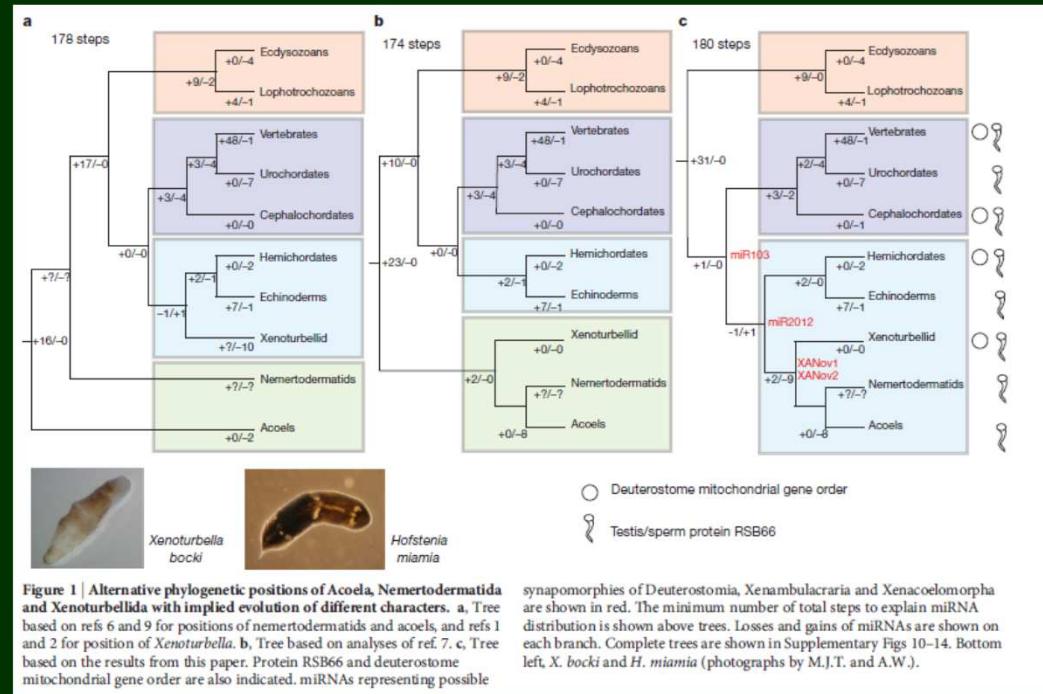 a
178 steps
Ecdysozoans
+0/–4
+9/–2
Lophotrochozoans
+4/–1
+17/–0
Vertebrates
+48/–1
+3/–4
Urochordates
+0/–7
+3/–4
Cephalochordates
+0/–0
+0/–0
Hemichordates
+0/–2
+2/–1
Echinoderms
+7/–1
–1/+1
Xenoturbellid
+?/–10
+?/–?
+16/–0
Nemertodermatids
+?/–?
Acoels
+0/–2
b
174 steps
Ecdysozoans
+0/–4
+9/–2
Lophotrochozoans
+4/–1
+10/–0
Vertebrates
+48/–1
+3/–4
Urochordates
+0/–7
+3/–4
Cephalochordates
+0/–0
+0/–0
+23/–0
Hemichordates
+0/–2
+2/–1
Echinoderms
+7/–1
Xenoturbellid
+0/–0
+2/–0
Nemertodermatids
+?/–?
Acoels
+0/–8
c
180 steps
Ecdysozoans
+0/–4
+9/–0
Lophotrochozoans
+4/–1
+31/–0
Vertebrates
+48/–1
+2/–4
Urochordates
+0/–7
+3/–2
Cephalochordates
+0/–1
+1/–0
miR103
Hemichordates
+0/–2
+2/–0
Echinoderms
+7/–1
–1/+1
miR2012
Xenoturbellid
+0/–0
XANov1
XANov2
+2/–9
Nemertodermatids
+?/–?
Acoels
+0/–8
Xenoturbella
bocki
Hofstenia
miamia
Deuterostome mitochondrial gene order
Testis/sperm protein RSB66
Figure 1 | Alternative phylogenetic positions of Acoela, Nemertodermatida
and Xenoturbellida with implied evolution of different characters. a, Tree
based on refs 6 and 9 for positions of nemertodermatids and acoels, and refs 1
and 2 for position of Xenoturbella. b, Tree based on analyses of ref. 7. c, Tree
based on the results from this paper. Protein RSB66 and deuterostome
mitochondrial gene order are also indicated. miRNAs representing possible
synapomorphies of Deuterostomia, Xenambulacraria and Xenacoelomorpha
are shown in red. The minimum number of total steps to explain miRNA
distribution is shown above trees. Losses and gains of miRNAs are shown on
each branch. Complete trees are shown in Supplementary Figs 10–14. Bottom
left, X. bocki and H. miamia (photographs by M.J.T. and A.W.).